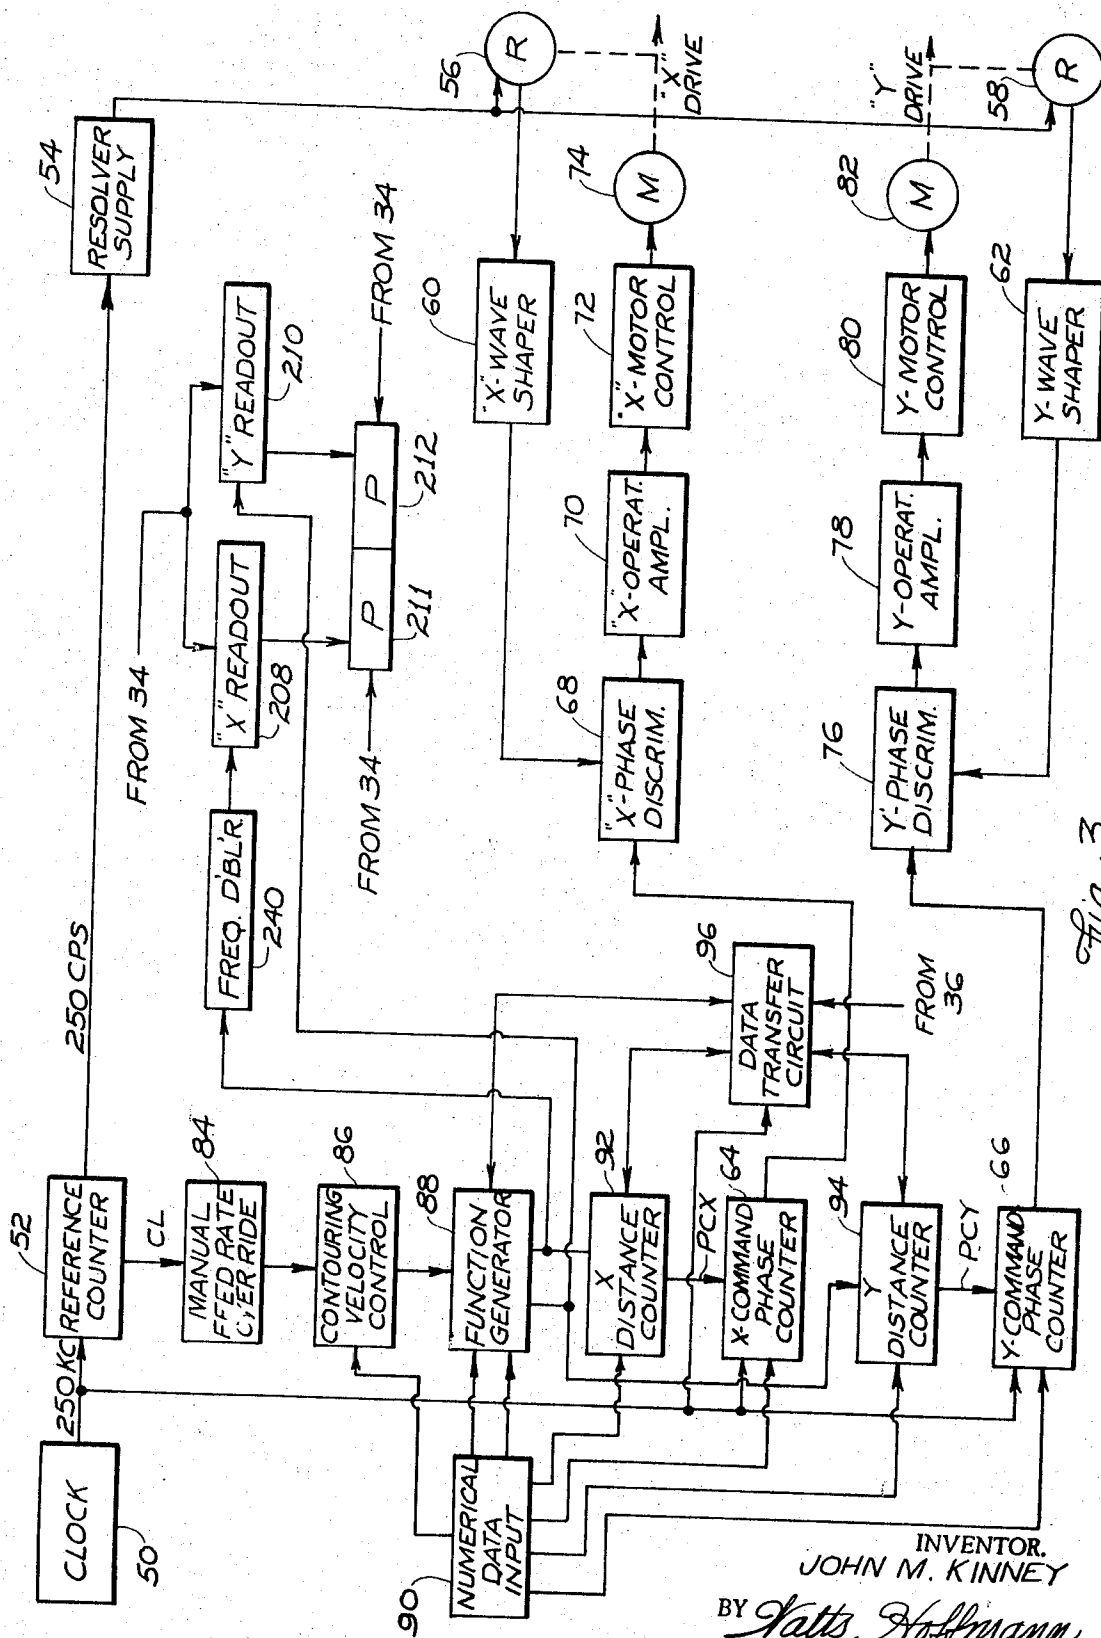 CLOCK
50
250 KC
52
REFERENCE
COUNTER
250 CPS
54
RESOLVER
SUPPLY
CL
84
MANUAL
FEED RATE
86
CONTOURING
VELOCITY
CONTROL
88
FUNCTION
GENERATOR
90
NUMERICAL
DATA
INPUT
FREQ. D'BL'R.
240
FROM 34
"X" READOUT
208
"Y" READOUT
210
FROM 34
P
211
P
212
FROM 34
56
R
"X"
DRIVE
60
"X"-WAVE
SHAPER
92
X
DISTANCE
COUNTER
PCX
64
X-COMMAND
PHASE
COUNTER
96
DATA
TRANSFER
CIRCUIT
FROM
36
68
"X"-PHASE
DISCRIM.
70
"X"-OPERAT.
AMPL.
72
"X"-MOTOR
CONTROL
74
M
94
Y
DISTANCE
COUNTER
PCY
66
Y-COMMAND
PHASE
COUNTER
76
Y-PHASE
DISCRIM.
78
Y-OPERAT.
AMPL.
80
Y-MOTOR
CONTROL
82
M
"Y"
DRIVE
58
R
62
Y-WAVE
SHAPER
Fig. 3
INVENTOR.
JOHN M. KINNEY
BY Watts, Hoffmann,